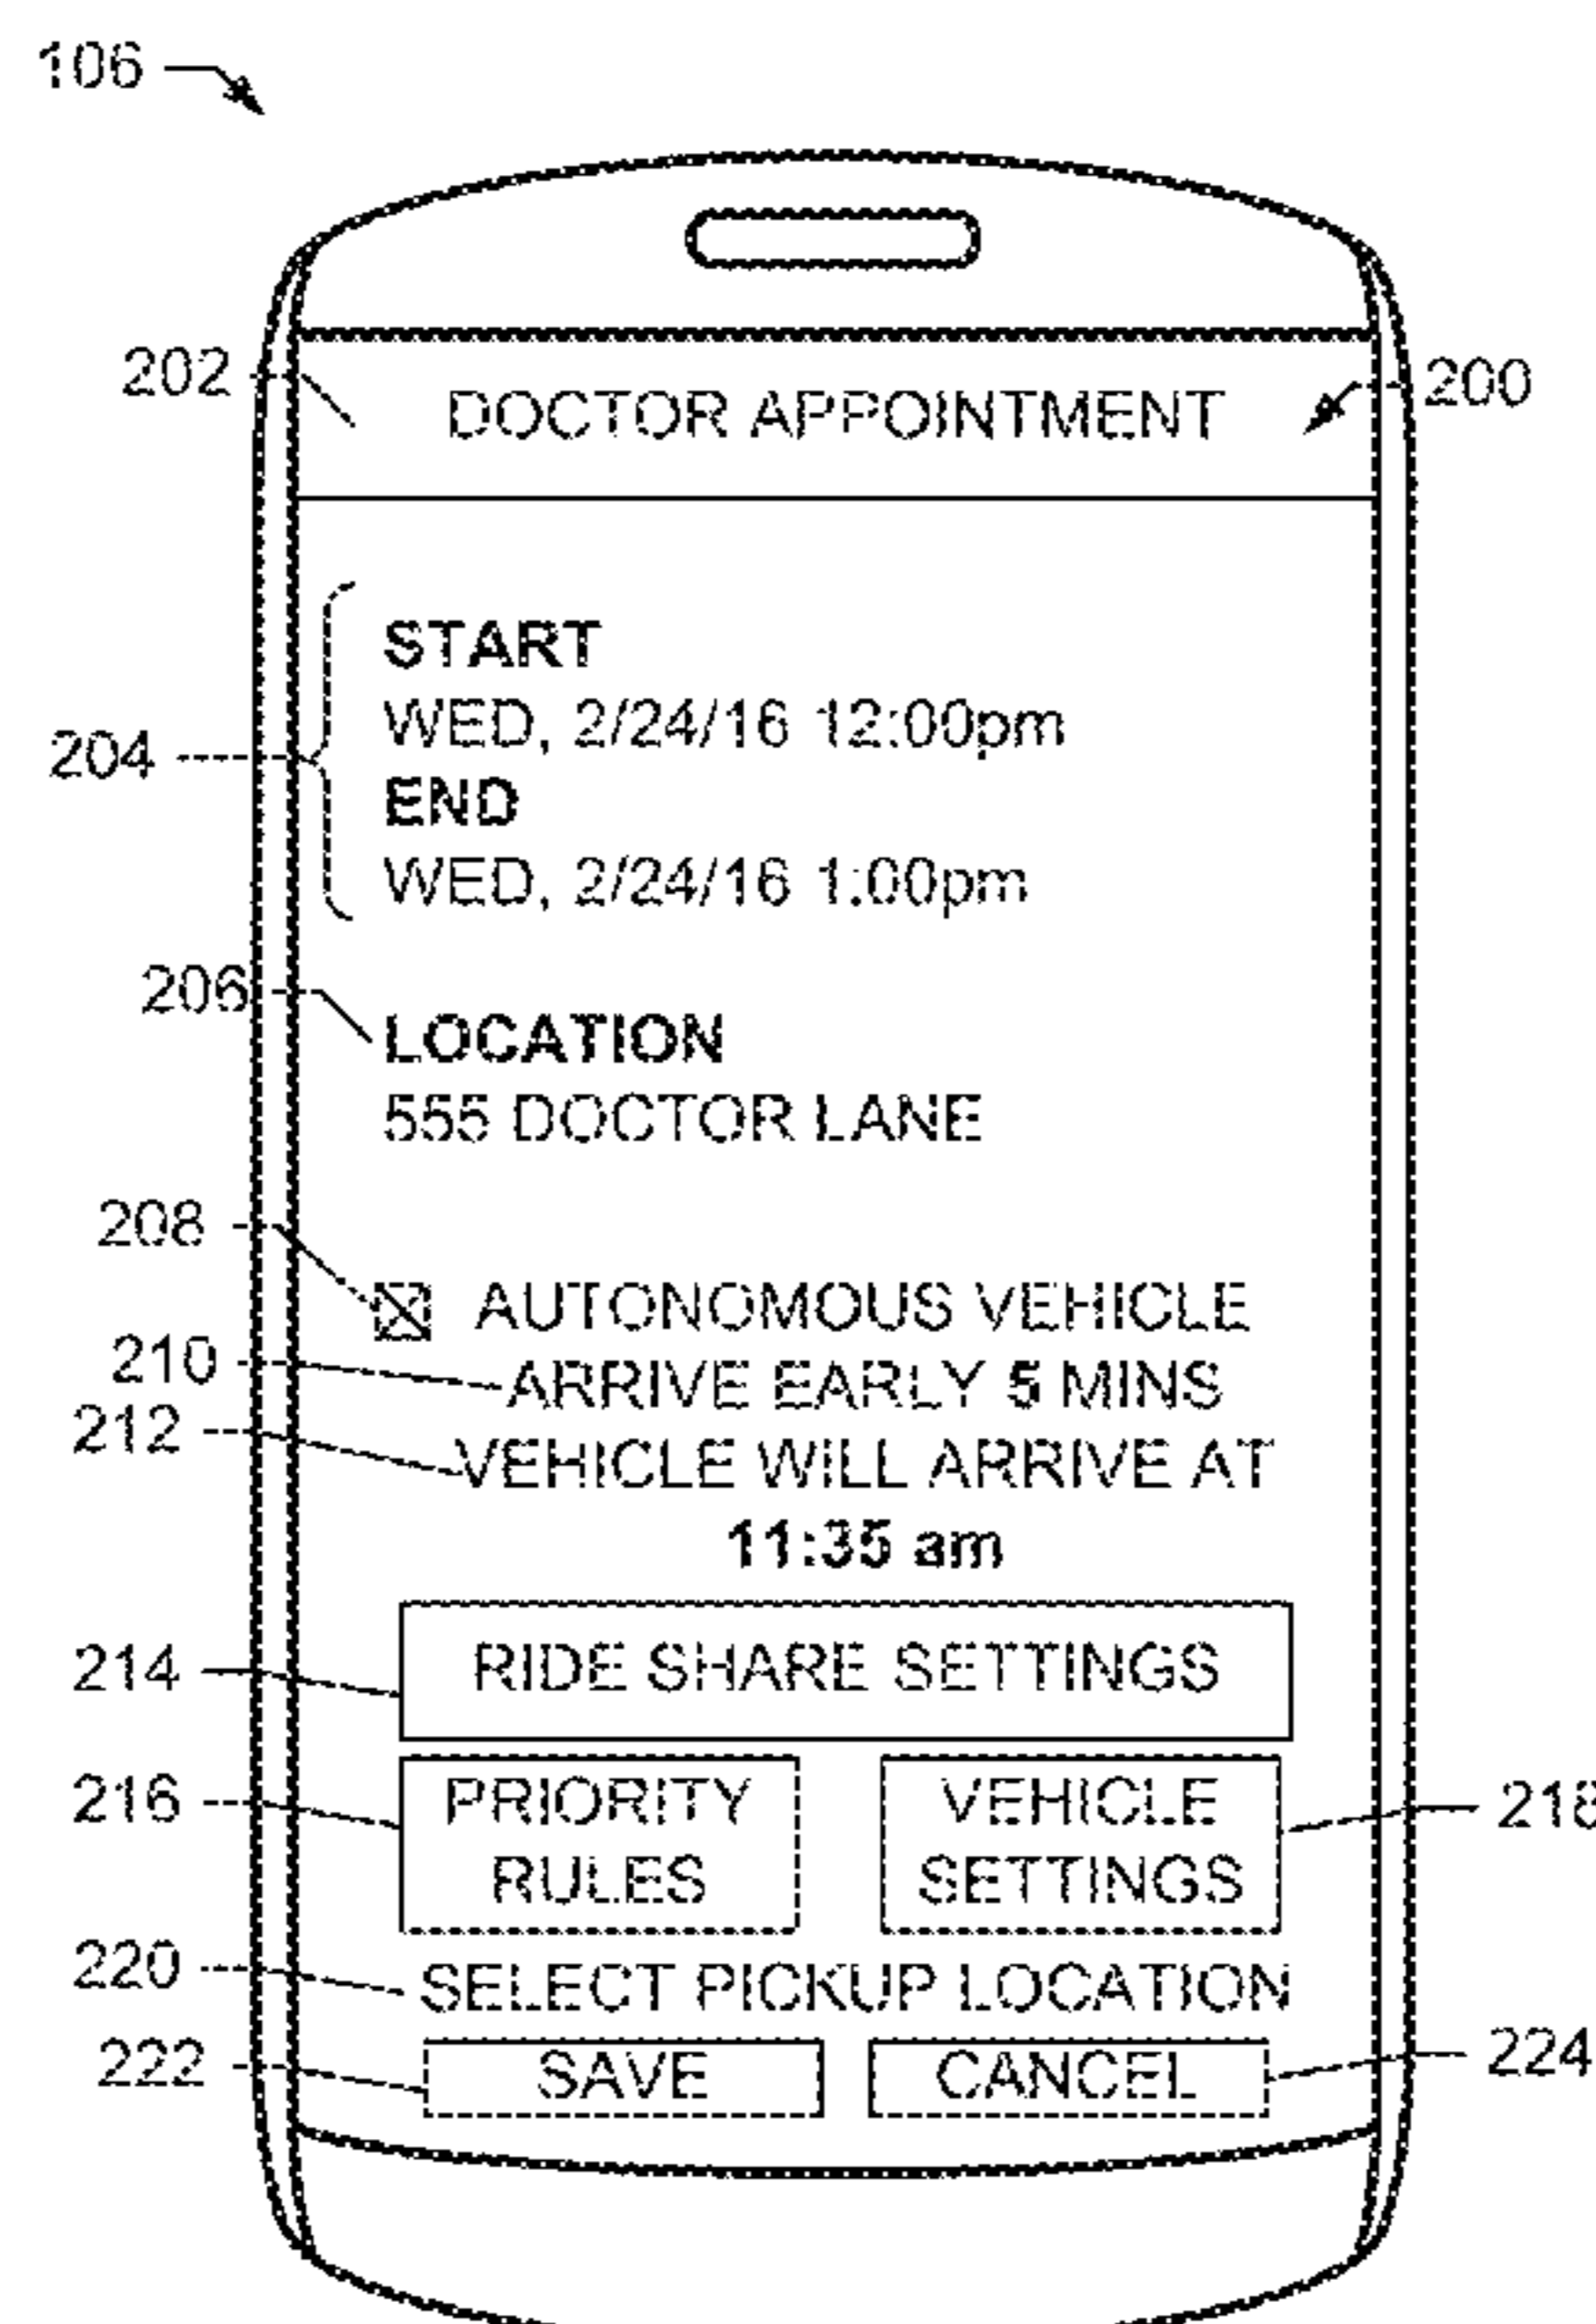 106
202
DOCTOR APPOINTMENT
200
START
WED, 2/24/16 12:00pm
204
END
WED, 2/24/16 1:00pm
206
LOCATION
555 DOCTOR LANE
208
AUTONOMOUS VEHICLE
210
ARRIVE EARLY 5 MINS
212
VEHICLE WILL ARRIVE AT
11:35 am
214
RIDE SHARE SETTINGS
216
PRIORITY
RULES
VEHICLE
SETTINGS
218
220
SELECT PICKUP LOCATION
222
SAVE
CANCEL
224